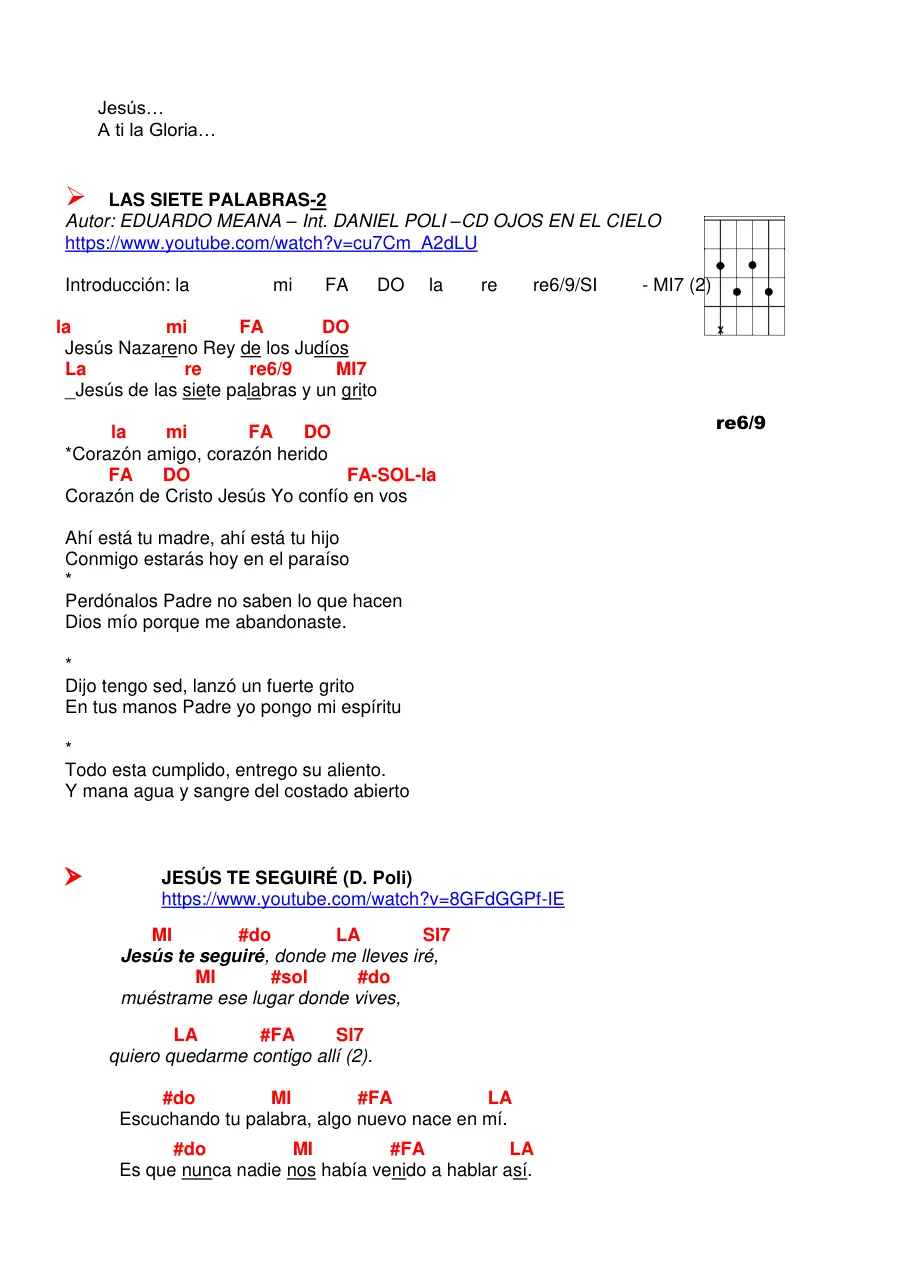 Jesús…
A ti la Gloria…
LAS SIETE PALABRAS-2
Autor: EDUARDO MEANA – Int. DANIEL POLI –CD OJOS EN EL CIELO
https://www.youtube.com/watch?v=cu7Cm_A2dLU
Introducción: la mi FA DO la re re6/9/SI - MI7 (2)
la mi FA DO
Jesús Nazareno Rey de los Judíos
La re re6/9 MI7
_Jesús de las siete palabras y un grito
x
re6/9
la mi FA DO
*Corazón amigo, corazón herido
FA DO FA-SOL-la
Corazón de Cristo Jesús Yo confío en vos
Ahí está tu madre, ahí está tu hijo
Conmigo estarás hoy en el paraíso
*
Perdónalos Padre no saben lo que hacen
Dios mío porque me abandonaste.
*
Dijo tengo sed, lanzó un fuerte grito
En tus manos Padre yo pongo mi espíritu
*
Todo esta cumplido, entrego su aliento.
Y mana agua y sangre del costado abierto
JESÚS TE SEGUIRÉ (D. Poli)
https://www.youtube.com/watch?v=8GFdGGPf-IE
MI #do LA SI7
Jesús te seguiré, donde me lleves iré,
MI #sol #do
muéstrame ese lugar donde vives,
LA #FA SI7
quiero quedarme contigo allí (2).
#do MI #FA LA
Escuchando tu palabra, algo nuevo nace en mí.
#do MI #FA LA
Es que nunca nadie nos había venido a hablar así.